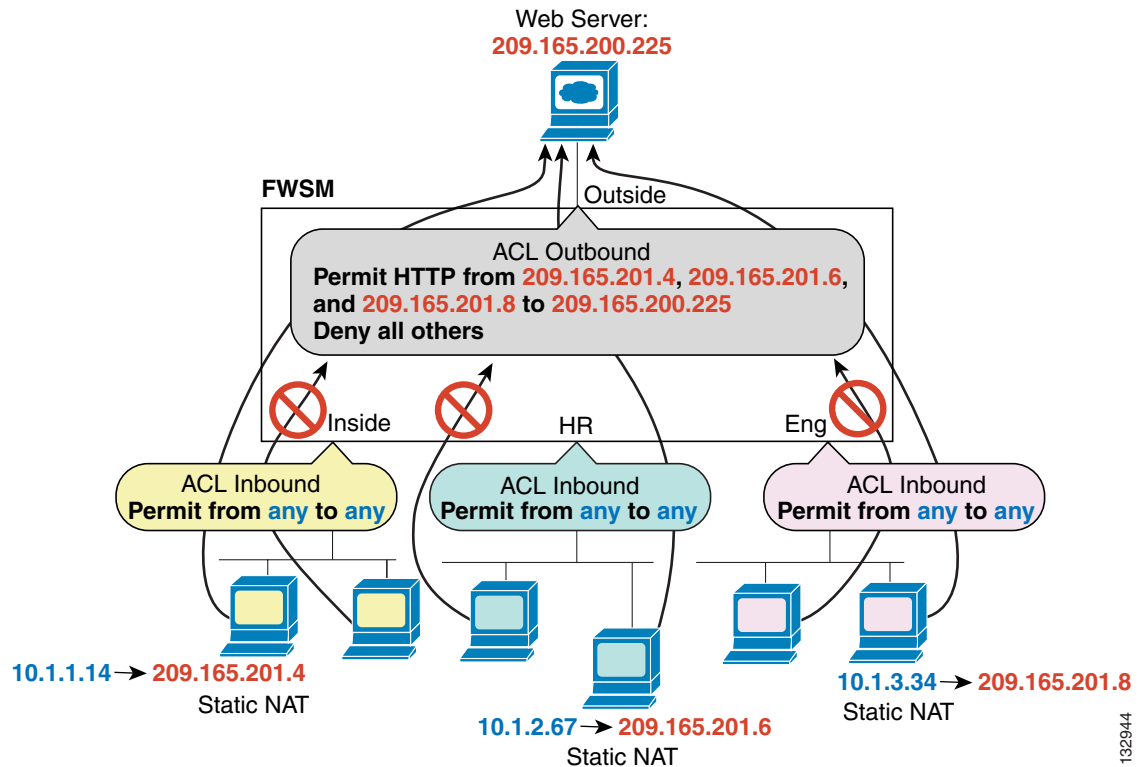 Web Server:
209.165.200.225
FWSM
Outside
ACL Outbound
Permit HTTP from 209.165.201.4, 209.165.201.6,
and 209.165.201.8 to 209.165.200.225
Deny all others
Inside
HR
Eng
ACL Inbound
Permit from any to any
ACL Inbound
Permit from any to any
ACL Inbound
Permit from any to any
10.1.1.14 209.165.201.4
Static NAT
10.1.2.67 209.165.201.6
Static NAT
10.1.3.34 209.165.201.8
Static NAT
132944